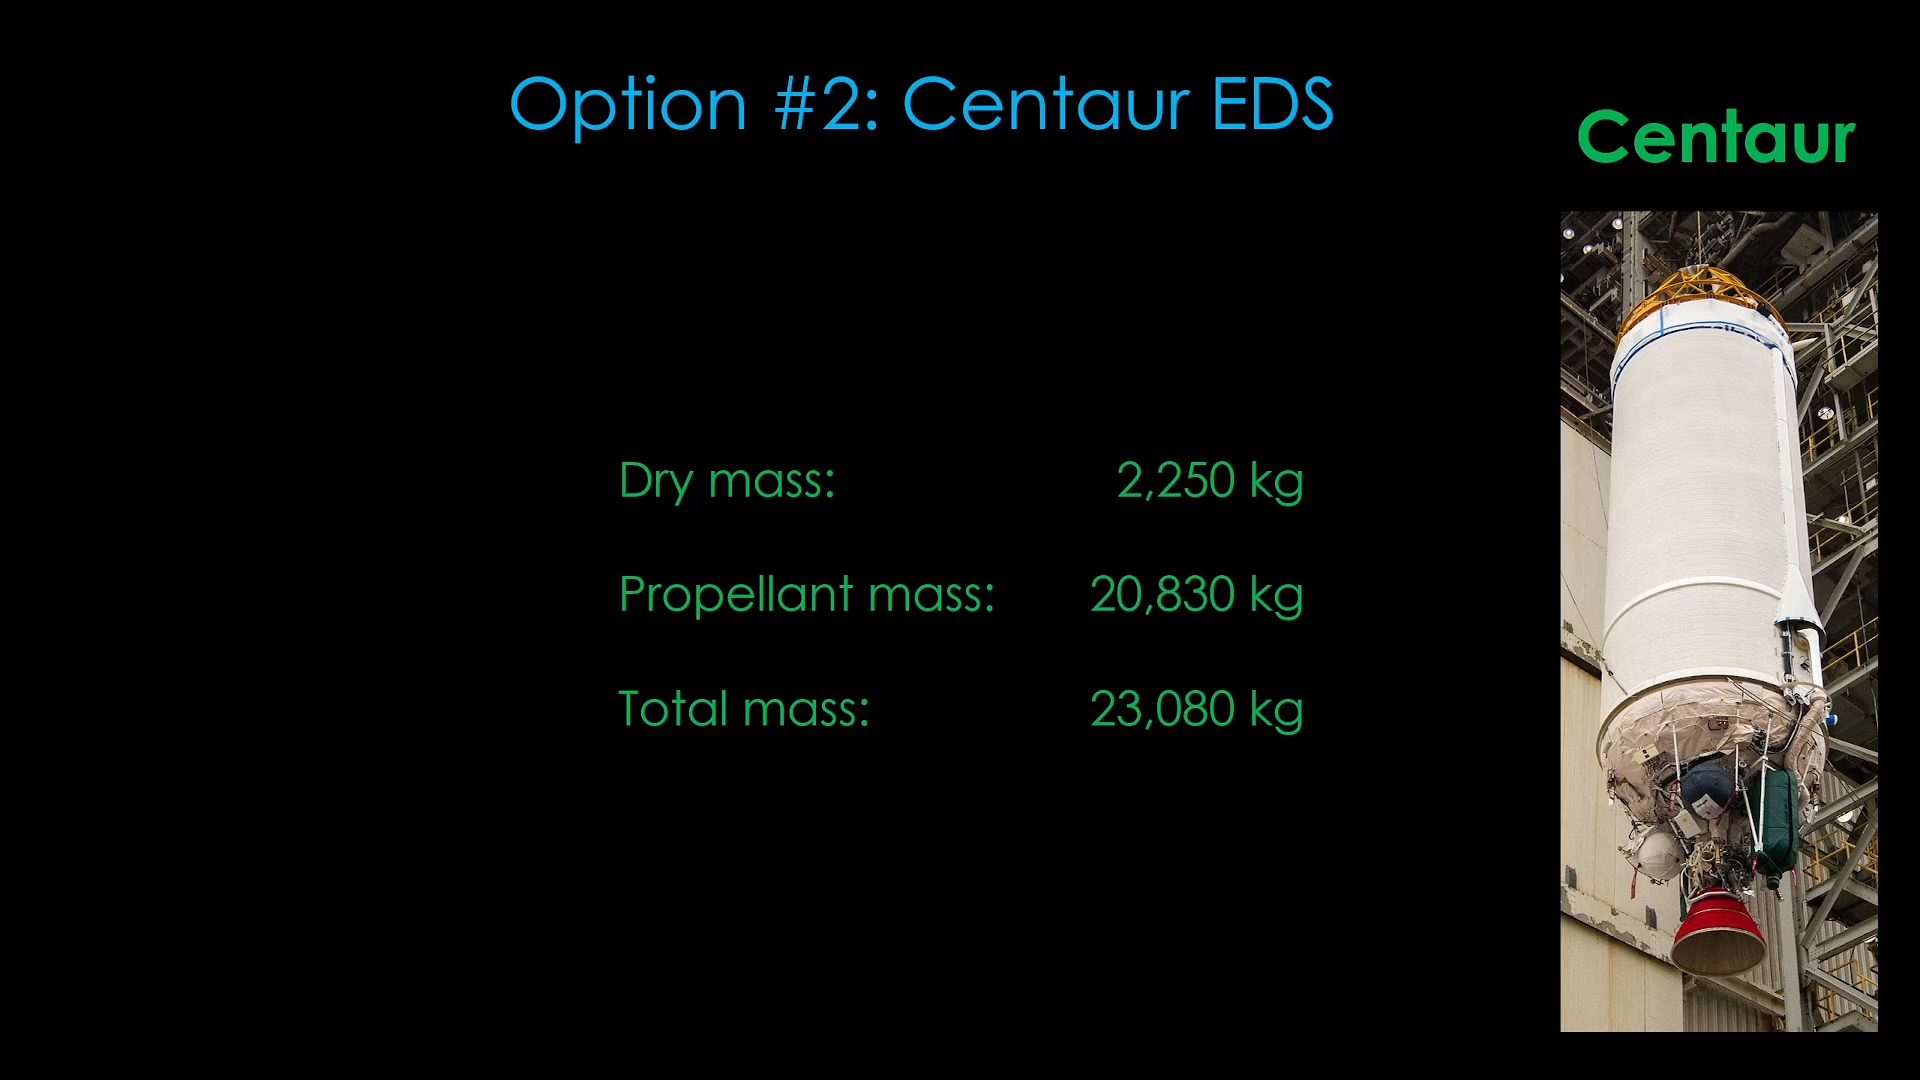 Option #2: Centaur EDS
Centaur
Dry mass: 2,250 kg
Propellant mass: 20,830 kg
Total mass: 23,080 kg